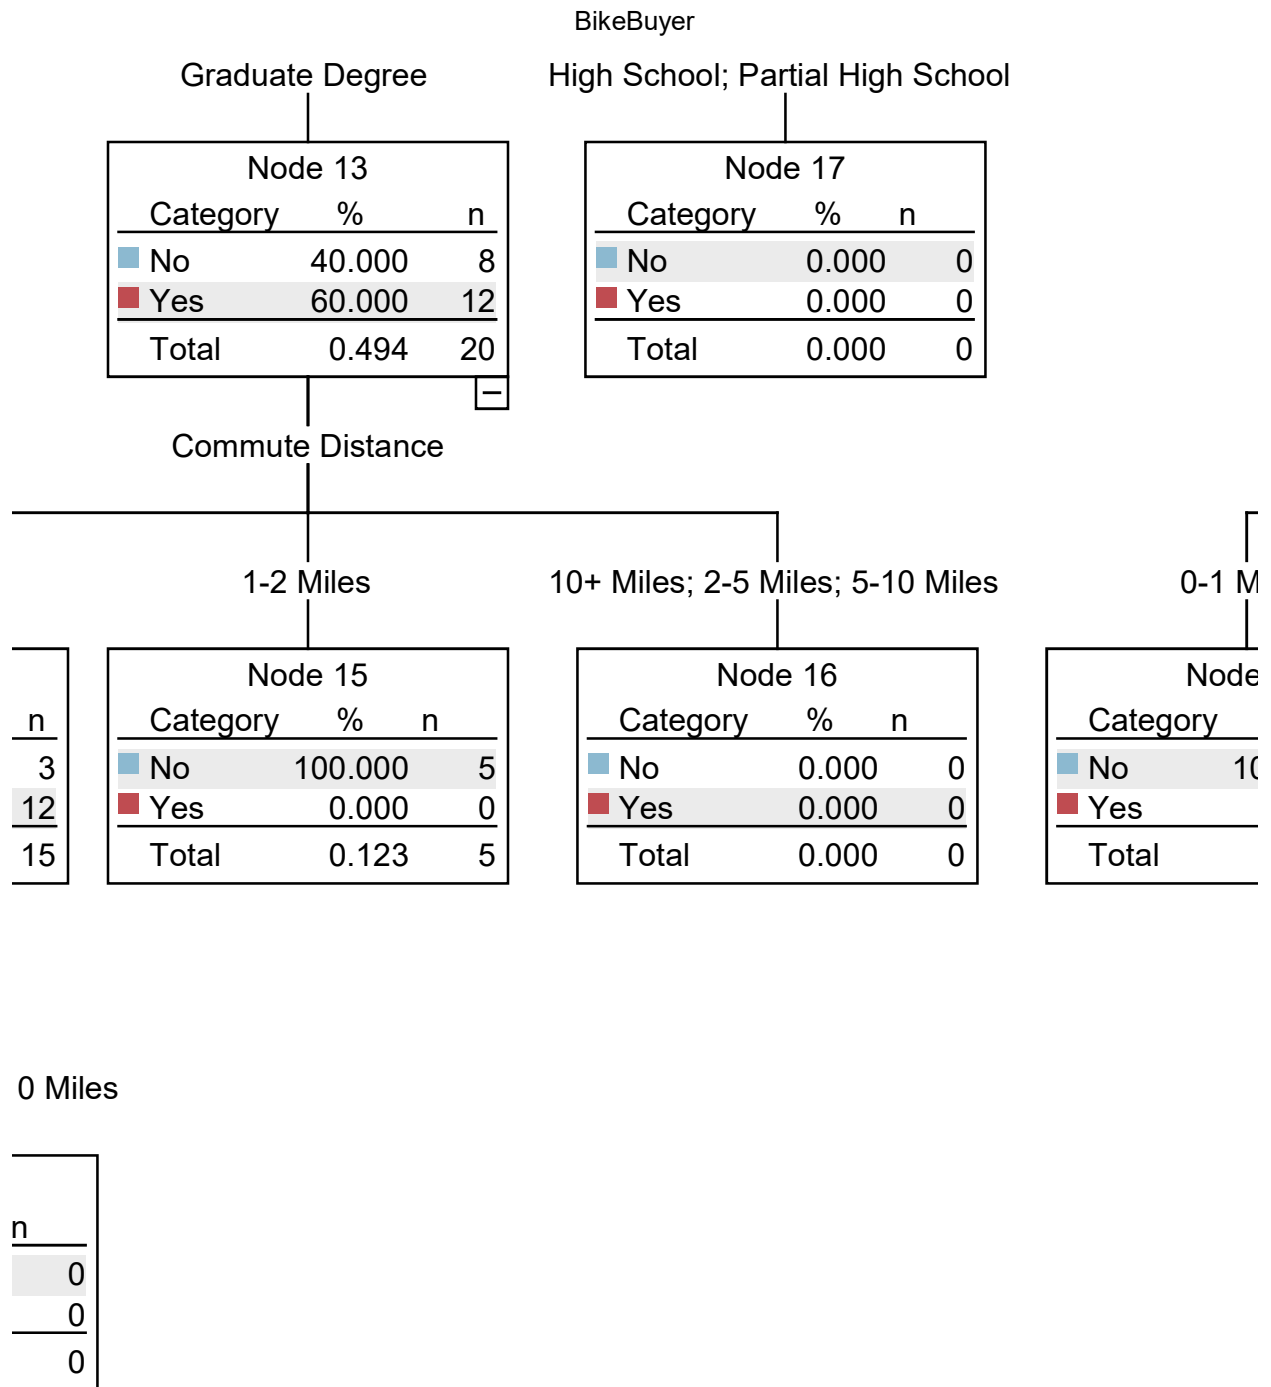 BikeBuyer
Graduate Degree
High School; Partial High School
Node 13
Category % n
No 40.000 8
Yes 60.000 12
Total 0.494 20
Node 17
Category % n
No 0.000 0
Yes 0.000 0
Total 0.000 0
Commute Distance
1-2 Miles
10+ Miles; 2-5 Miles; 5-10 Miles
0-1 M
n
3
12
15
Node 15
Category % n
No 100.000 5
Yes 0.000 0
Total 0.123 5
Node 16
Category % n
No 0.000 0
Yes 0.000 0
Total 0.000 0
Node
Category
No 10
Yes
Total
0 Miles
n
0
0
0